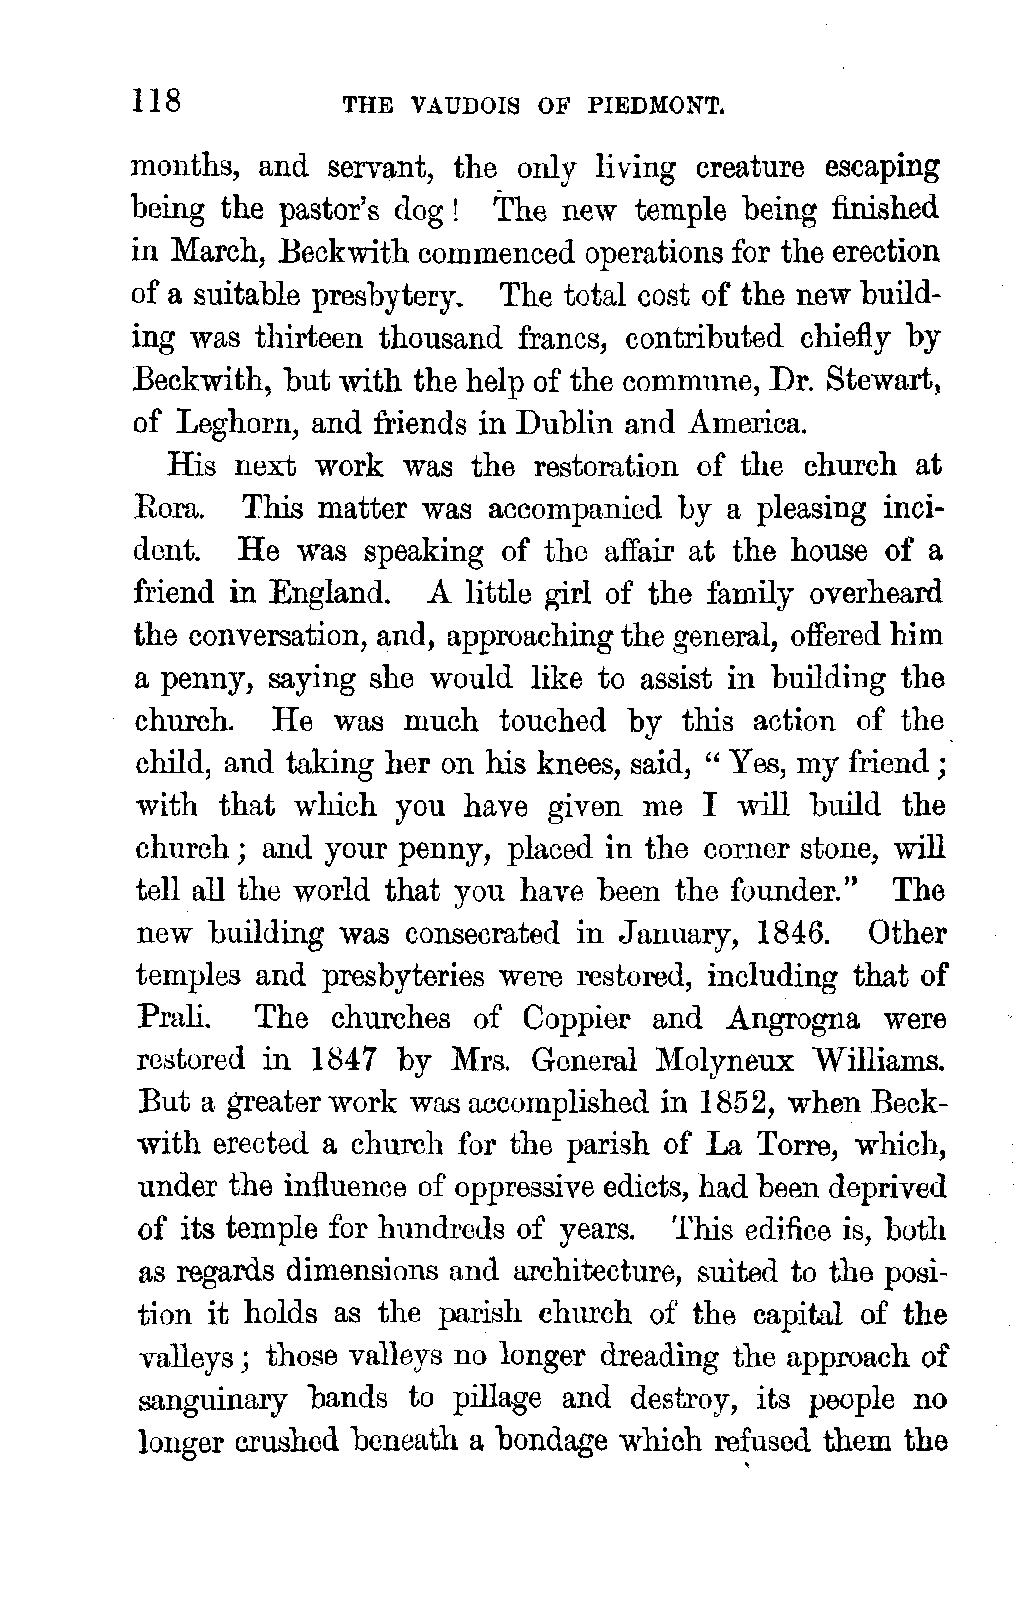 118 THE VAUDOIS OF PIEDMONT.
months, and servant, the only living creature escaping
being the pastor's dog! The new temple being finished
in March, Beckwith commenced operations for the erection
of a suitable presbytery. The total cost of the new build-
ing was thirteen thousand francs, contributed chiefly by
Beckwith, but with the help of the commune, Dr. Stewart,
of Leghorn, and friends in Dublin and America.
His next work was the restoration of the church at
Rora. This matter was accompanied by a pleasing inci-
dent. He was speaking of the affair at the house of a
friend in England. A little girl of the family overheard
the conversation, and, approaching the general, offered him
a penny, saying she would like to assist in building the
church. He was much touched by this action of the
child, and taking her on his knees, said, “Yes, my friend;
with that which you have given me I will build the
church; and your penny, placed in the corner stone, will
tell all the world that you have been the founder.” The
new building was consecrated in January, 1846. Other
temples and presbyteries were restored, including that of
Prali. The churches of Coppier and Angrogna were
restored in 1847 by Mrs. General Molyneux Williams.
But a greater work was accomplished in 1852, when Beck-
with erected a church for the parish of La Torre, which,
under the influence of oppressive edicts, had been deprived
of its temple for hundreds of years. This edifice is, both
as regards dimensions and architecture, suited to the posi-
tion it holds as the parish church of the capital of the
valleys; those valleys no longer dreading the approach of
sanguinary bands to pillage and destroy, its people no
longer crushed beneath a bondage which refused them the